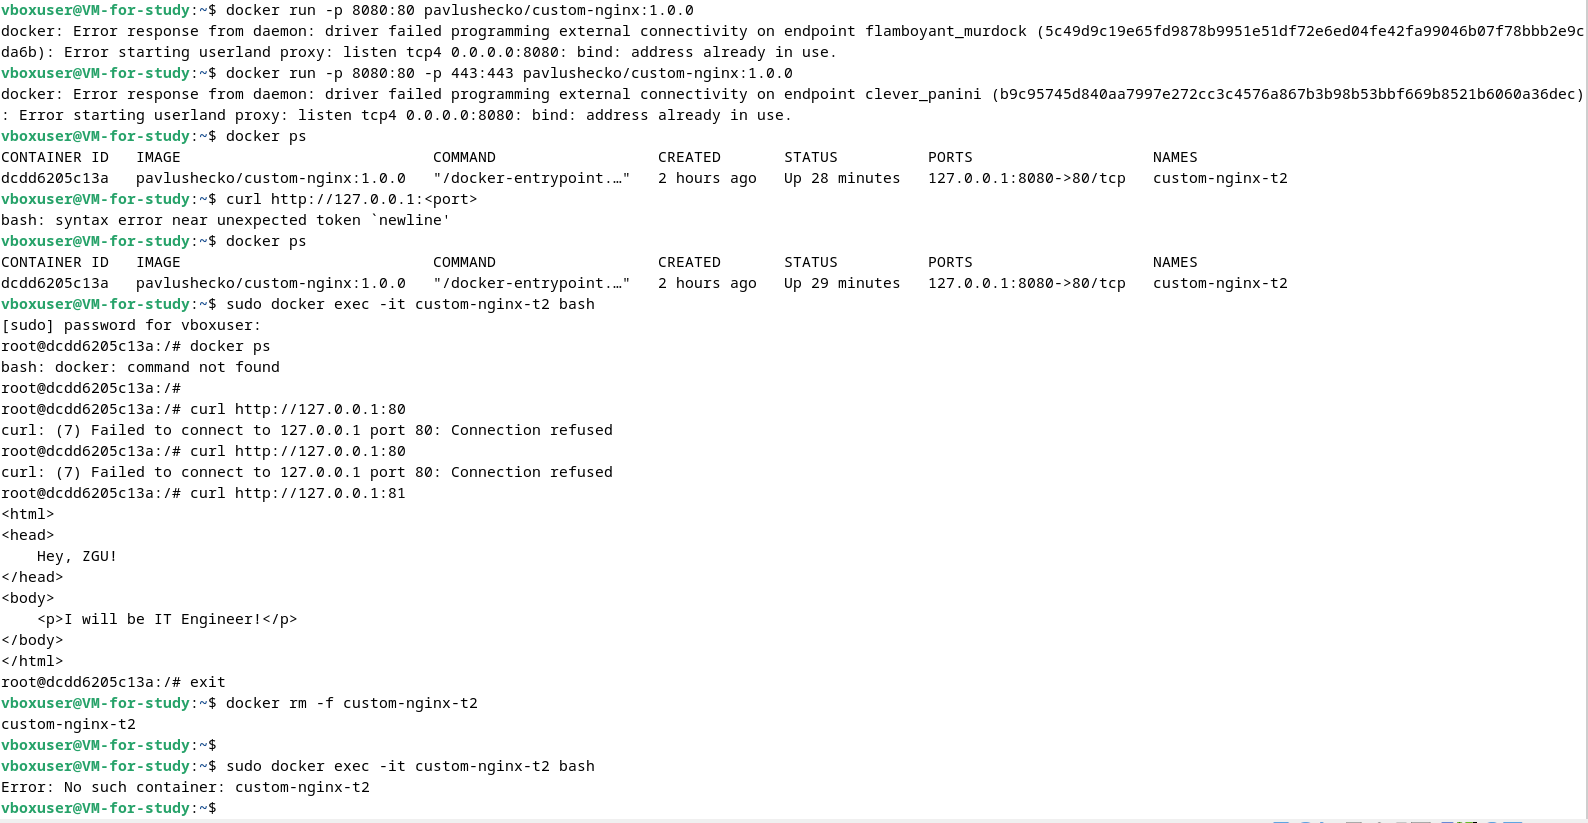 vboxuser@VM-for-study:~$ docker run -p 8080:80 pavlushecko/custom-nginx:1.0.0
docker: Error response from daemon: driver failed programming external connectivity on endpoint flamboyant_murdock (5c49d9c19e65fd9878b9951e51df72e6ed04fe42fa99046b07f78bbb2e9c
da6b): Error starting userland proxy: listen tcp4 0.0.0.0:8080: bind: address already in use.
vboxuser@VM-for-study:~$ docker run -p 8080:80 -p 443:443 pavlushecko/custom-nginx:1.0.0
docker: Error response from daemon: driver failed programming external connectivity on endpoint clever_panini (b9c95745d840aa7997e272cc3c4576a867b3b98b53bbf669b8521b6060a36dec)
: Error starting userland proxy: listen tcp4 0.0.0.0:8080: bind: address already in use.
vboxuser@VM-for-study:~$ docker ps
CONTAINER ID   IMAGE                            COMMAND                  CREATED       STATUS          PORTS                    NAMES
dcdd6205c13a   pavlushecko/custom-nginx:1.0.0   "/docker-entrypoint.…"   2 hours ago   Up 28 minutes   127.0.0.1:8080->80/tcp   custom-nginx-t2
vboxuser@VM-for-study:~$ curl http://127.0.0.1:<port>
bash: syntax error near unexpected token `newline'
vboxuser@VM-for-study:~$ docker ps
CONTAINER ID   IMAGE                            COMMAND                  CREATED       STATUS          PORTS                    NAMES
dcdd6205c13a   pavlushecko/custom-nginx:1.0.0   "/docker-entrypoint.…"   2 hours ago   Up 29 minutes   127.0.0.1:8080->80/tcp   custom-nginx-t2
vboxuser@VM-for-study:~$ sudo docker exec -it custom-nginx-t2 bash
[sudo] password for vboxuser:
root@dcdd6205c13a:/# docker ps
bash: docker: command not found
root@dcdd6205c13a:/#
root@dcdd6205c13a:/# curl http://127.0.0.1:80
curl: (7) Failed to connect to 127.0.0.1 port 80: Connection refused
root@dcdd6205c13a:/# curl http://127.0.0.1:80
curl: (7) Failed to connect to 127.0.0.1 port 80: Connection refused
root@dcdd6205c13a:/# curl http://127.0.0.1:81
<html>
<head>
    Hey, ZGU!
</head>
<body>
    <p>I will be IT Engineer!</p>
</body>
</html>
root@dcdd6205c13a:/# exit
vboxuser@VM-for-study:~$ docker rm -f custom-nginx-t2
custom-nginx-t2
vboxuser@VM-for-study:~$
vboxuser@VM-for-study:~$ sudo docker exec -it custom-nginx-t2 bash
Error: No such container: custom-nginx-t2
vboxuser@VM-for-study:~$